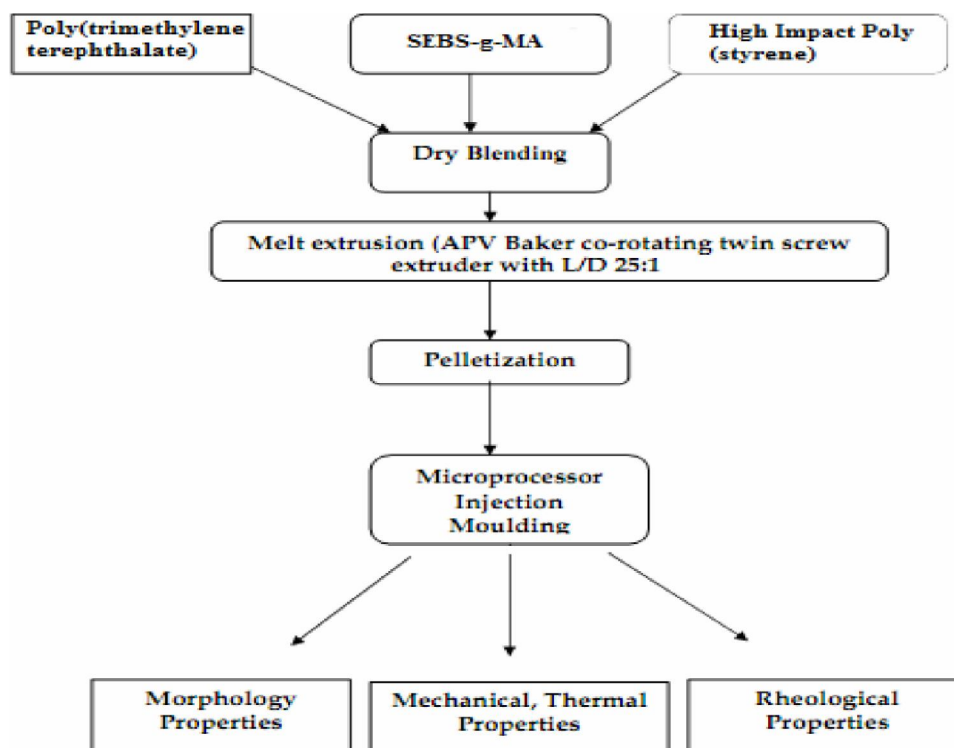 Poly(trimethylene
terephthalate)
SEBS-g-MA
High Impact Poly
(styrene)
Dry Blending
Melt extrusion (APV Baker co-rotating twin screw
extruder with L/D 25:1
Pelletization
Microprocessor
Injection
Moulding
Morphology
Properties
Mechanical, Thermal
Properties
Rheological
Properties